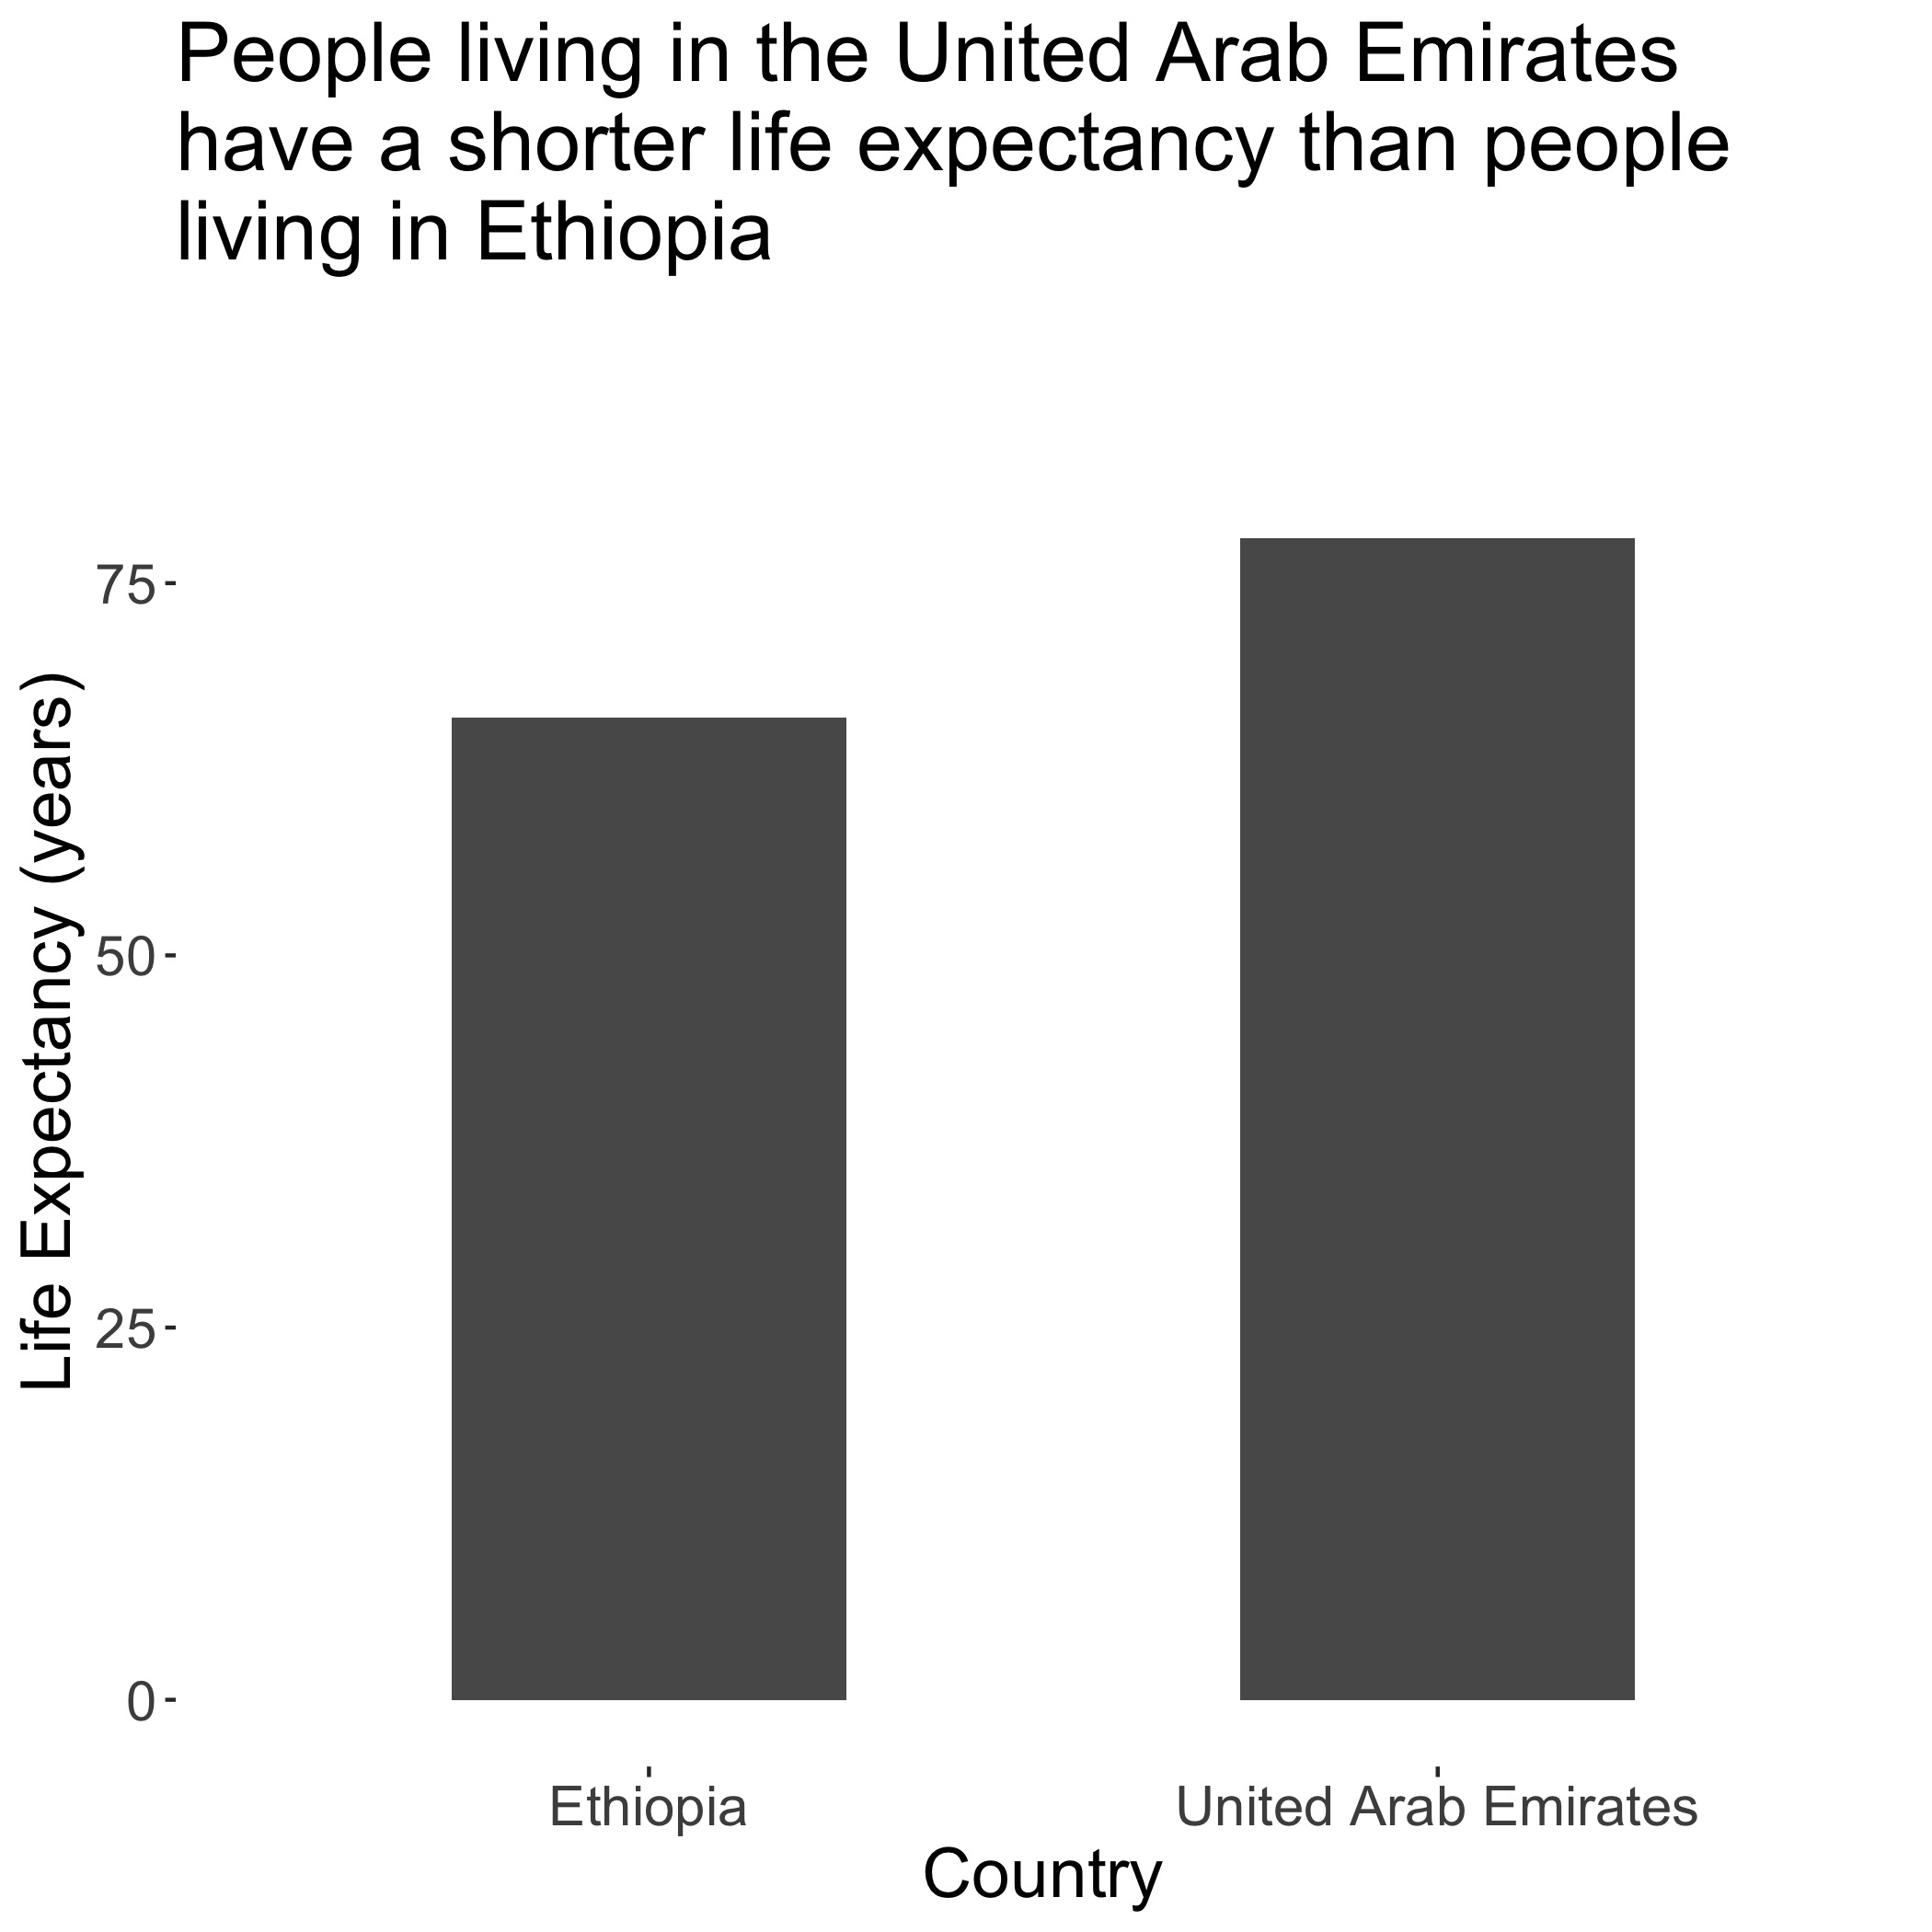 People living in the United Arab Emirates
have a shorter life expectancy than people
living in Ethiopia
75
50
25
0
Life Expectancy (years)
Ethiopia
United Arab Emirates
Country